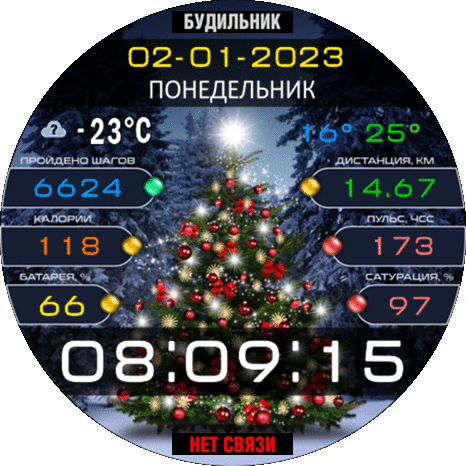 БУДИЛЬНИК
02-01-2023
ПОНЕДЕЛЬНИК
-23°C 16° 25°
ПРОЙДЕНО ШАГОВ ДИСТАНЦИЯ, КМ
6624 14.67
КАЛОРИИ ПУЛЬС, ЧСС
118 173
БАТАРЕЯ, % САТУРАЦИЯ, %
66 97
08:09:15
НЕТ СВЯЗИ